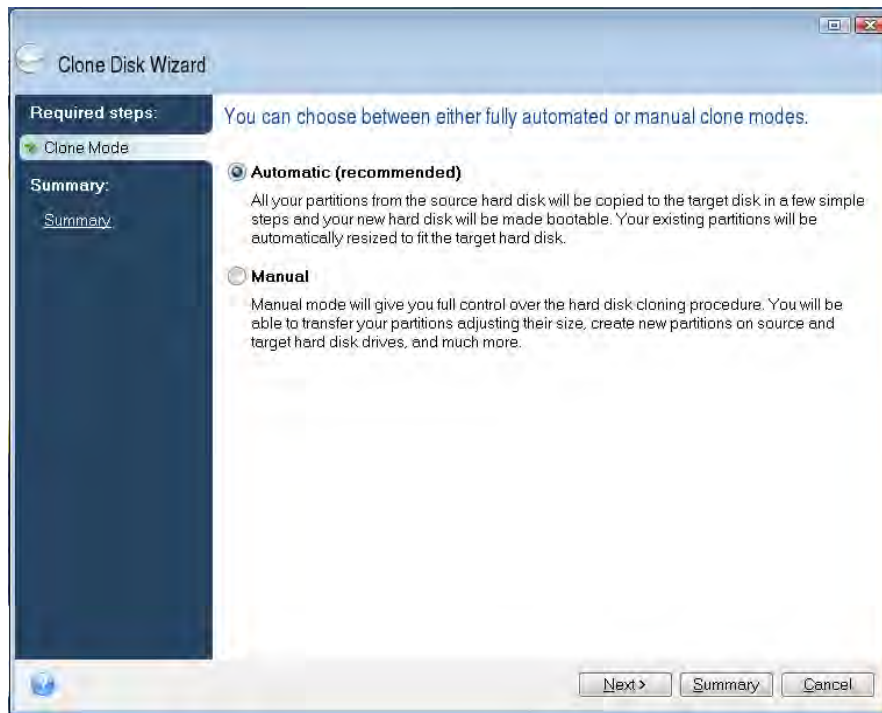 Clone Disk Wizard
Required steps:
Clone Mode
Summary:
Summary
You can choose between either fully automated or manual clone modes.
Automatic (recommended)
All your partitions from the source hard disk will be copied to the target disk in a few simple
steps and your new hard disk will be made bootable. Your existing partitions will be
automatically resized to fit the target hard disk.
Manual
Manual mode will give you full control over the hard disk cloning procedure. You will be
able to transfer your partitions adjusting their size, create new partitions on source and
target hard disk drives, and much more.
Next >
Summary
Cancel